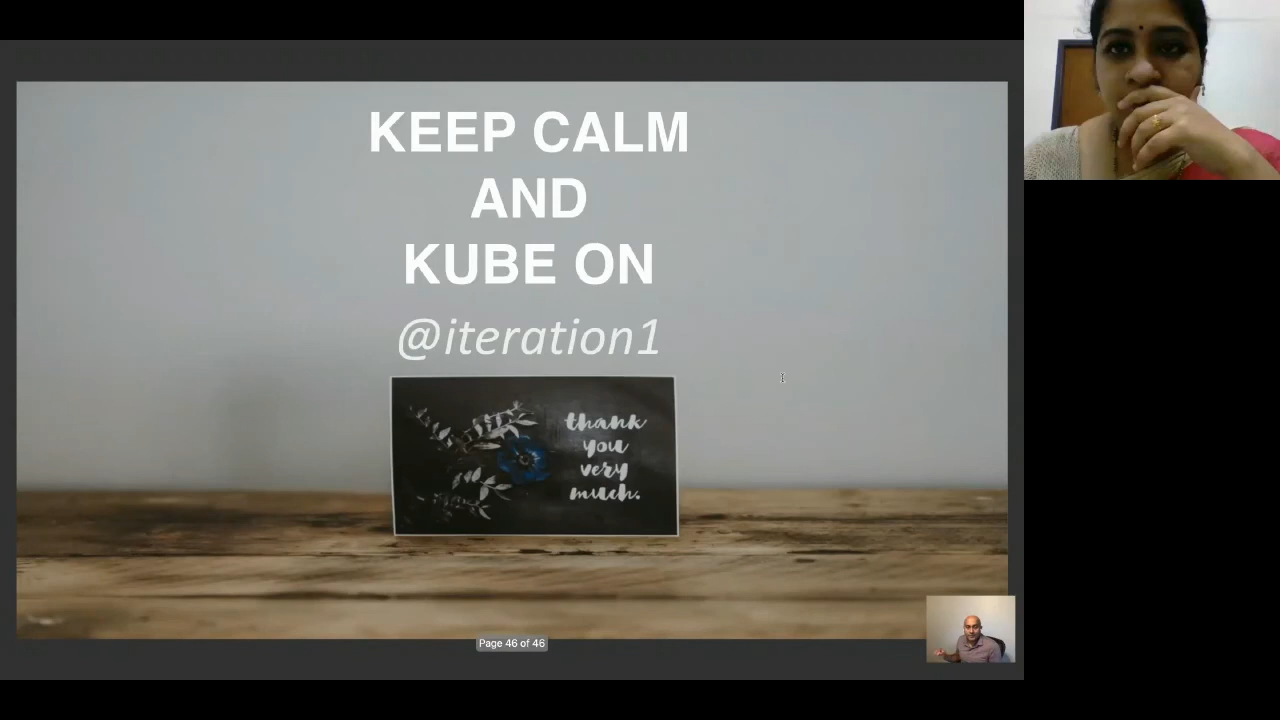 KEEP CALM
AND
KUBE ON
@iteration1
thank
you
very
much.
Page 46 of 46